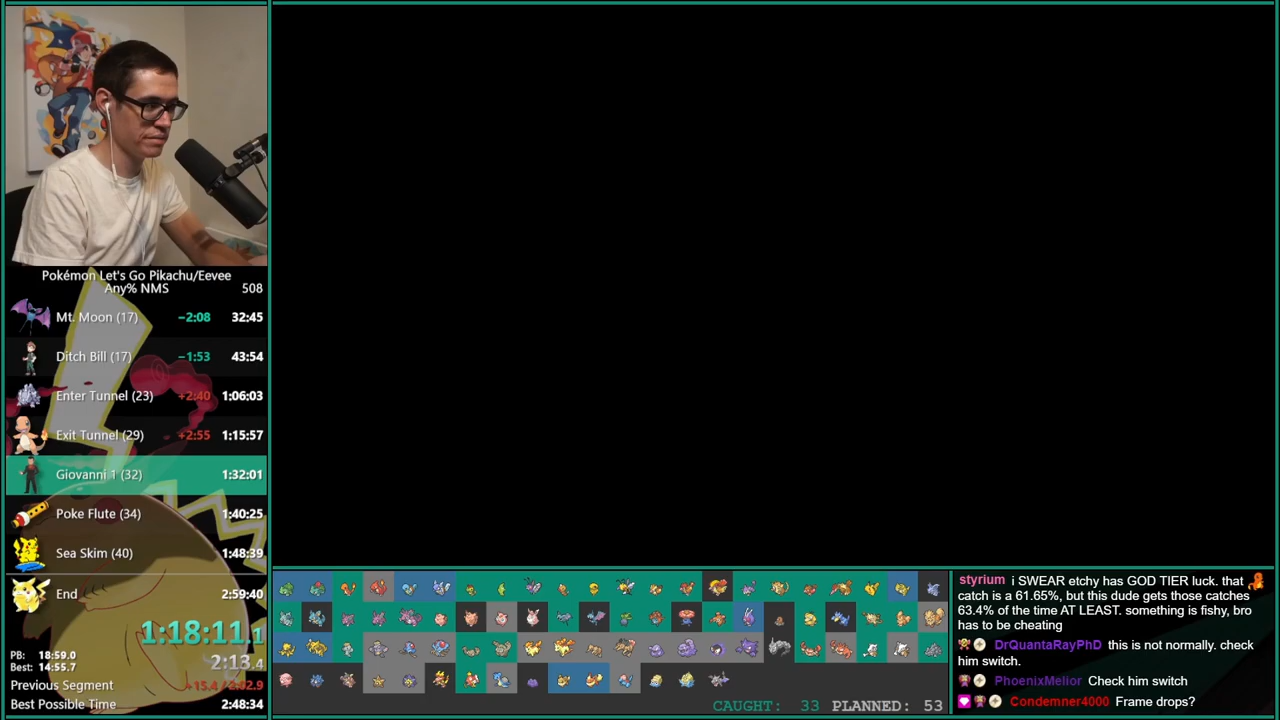 Pokémon Let's Go Pikachu/Eevee
Any% NMS 508
Mt. Moon (17) −2:08 32:45
Ditch Bill (17) −1:53 43:54
Enter Tunnel (23) +2:40 1:06:03
Exit Tunnel (29) +2:55 1:15:57
Giovanni 1 (32) 1:32:01
Poke Flute (34) 1:40:25
Sea Skim (40) 1:48:39
End 2:59:40
1:18:11.1
PB: 18:59.0
Best: 14:55.7
2:13.4
Previous Segment
Best Possible Time 2:48:34
CAUGHT: 33 PLANNED: 53
styrium i SWEAR etchy has GOD TIER luck. that
catch is a 61.65%, but this dude gets those catches
63.4% of the time AT LEAST. something is fishy, bro
has to be cheating
DrQuantaRayPhD this is not normally. check
him switch.
PhoenixMelior Check him switch
Condemner4000 Frame drops?